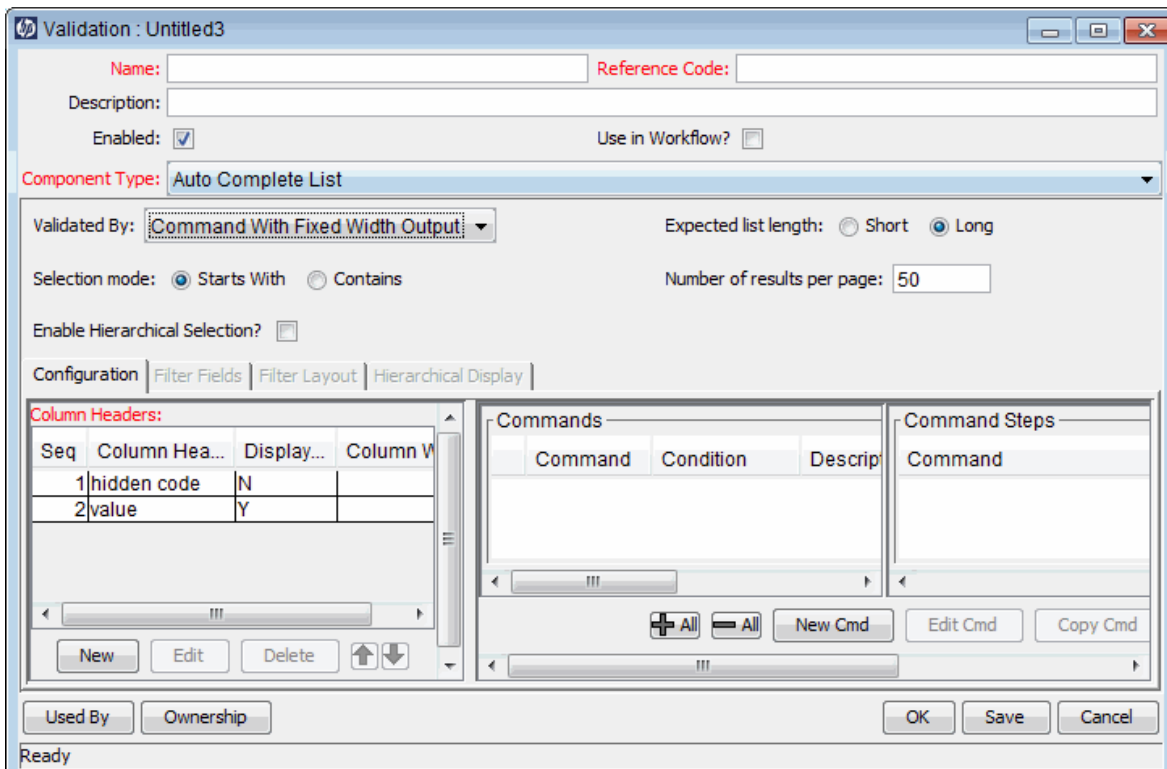 Validation : Untitled3
Name: Reference Code:
Description:
Enabled: Use in Workflow?
Component Type: Auto Complete List
Validated By: Command With Fixed Width Output Expected list length: Short Long
Selection mode: Starts With Contains Number of results per page: 50
Enable Hierarchical Selection?
Configuration Filter Fields Filter Layout Hierarchical Display
Column Headers: Commands Command Steps
Seq Column Hea... Display... Column W Command Condition Descript Command
1 hidden code N
2 value Y
All All New Cmd Edit Cmd Copy Cmd
New Edit Delete
Used By Ownership OK Save Cancel
Ready